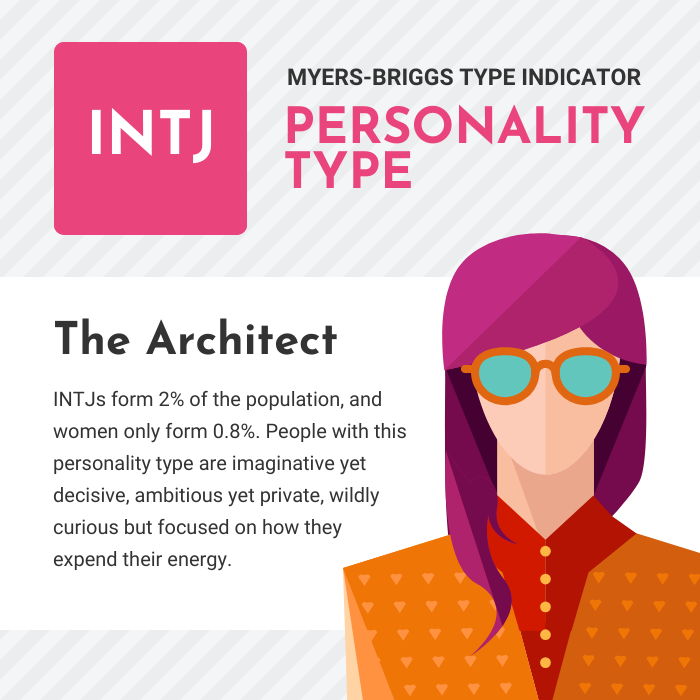 INTJ
MYERS-BRIGGS TYPE INDICATOR
PERSONALITY
TYPE
The Architect
INTJs form 2% of the population, and
women only form 0.8%. People with this
personality type are imaginative yet
decisive, ambitious yet private, wildly
curious but focused on how they
expend their energy.